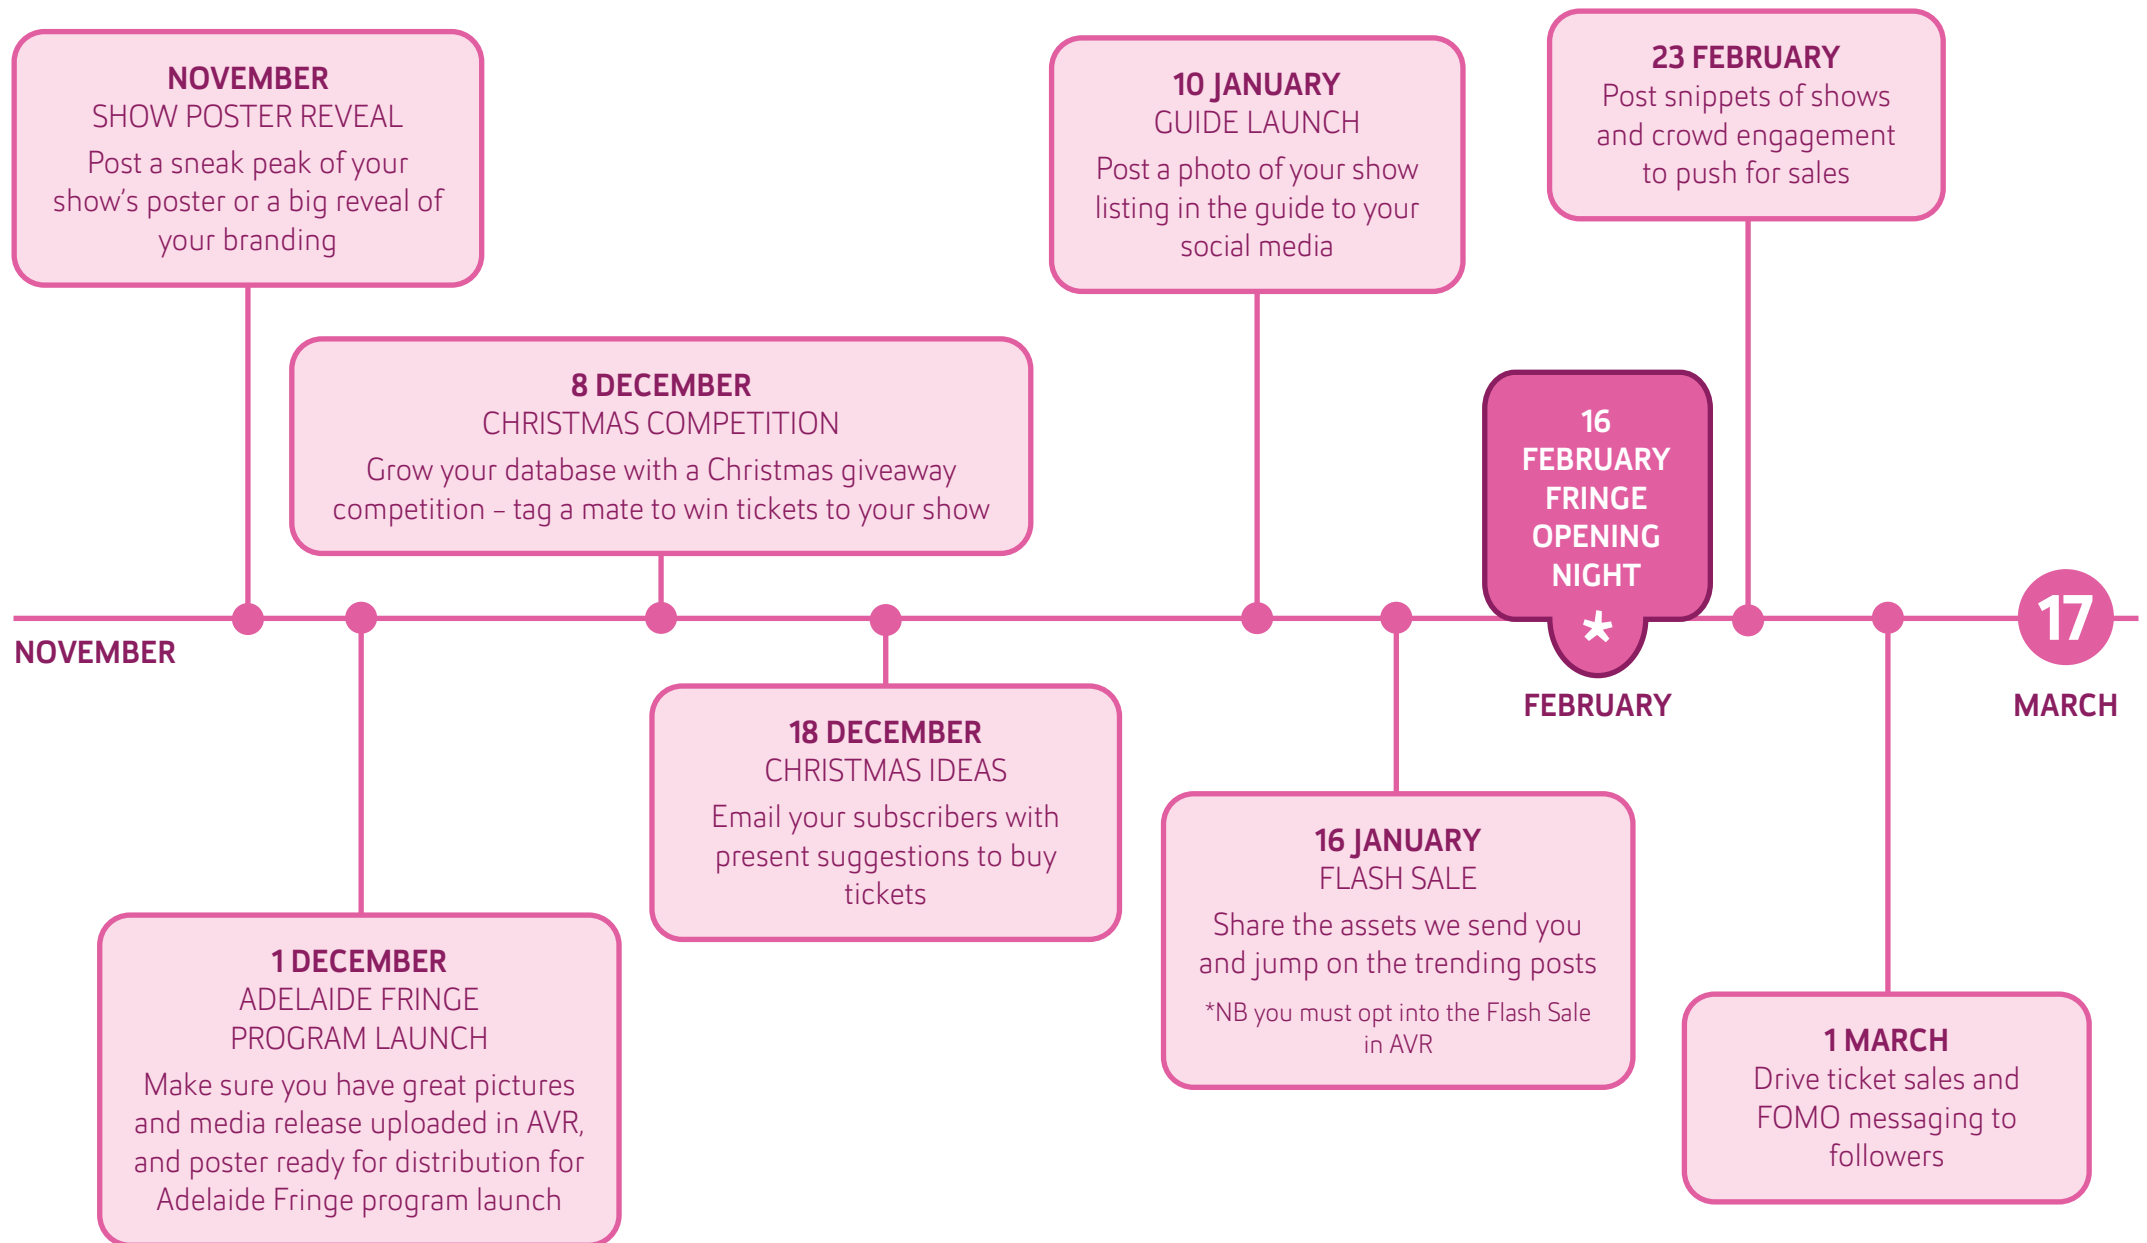 NOVEMBER
SHOW POSTER REVEAL
Post a sneak peak of your
show's poster or a big reveal of
your branding
10 JANUARY
GUIDE LAUNCH
Post a photo of your show
listing in the guide to your
social media
23 FEBRUARY
Post snippets of shows
and crowd engagement
to push for sales
8 DECEMBER
CHRISTMAS COMPETITION
Grow your database with a Christmas giveaway
competition – tag a mate to win tickets to your show
16
FEBRUARY
FRINGE
OPENING
NIGHT
*
17
NOVEMBER
FEBRUARY
MARCH
18 DECEMBER
CHRISTMAS IDEAS
Email your subscribers with
present suggestions to buy
tickets
16 JANUARY
FLASH SALE
Share the assets we send you
and jump on the trending posts
*NB you must opt into the Flash Sale
in AVR
1 DECEMBER
ADELAIDE FRINGE
PROGRAM LAUNCH
Make sure you have great pictures
and media release uploaded in AVR,
and poster ready for distribution for
Adelaide Fringe program launch
1 MARCH
Drive ticket sales and
FOMO messaging to
followers